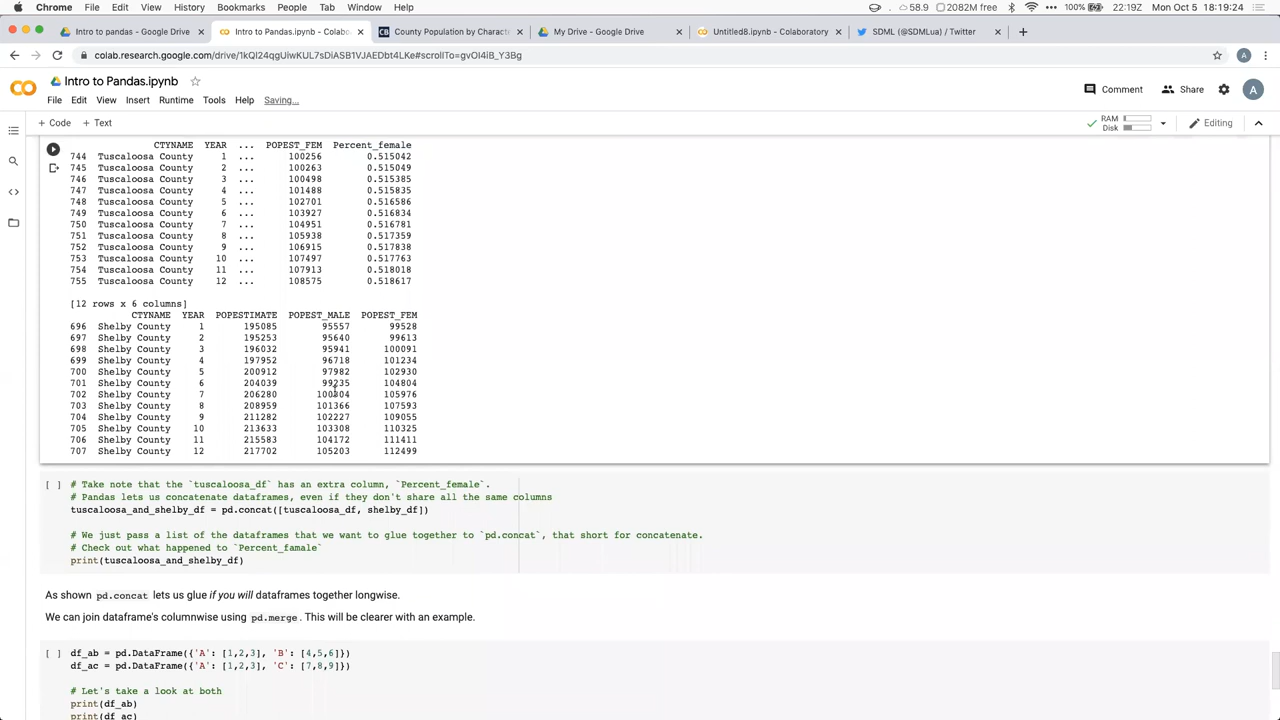 Chrome File Edit View History Bookmarks People Tab Window Help 58.9 2082M free 100% 22:19Z Mon Oct 5 18:19:24
Intro to pandas - Google Drive Intro to Pandas.ipynb - Colabo County Population by Characte My Drive - Google Drive Untitled8.ipynb - Colaboratory SDML (@SDMLua) / Twitter
colab.research.google.com/drive/1kQl24qgUiwKUL7sDiASB1VJAEDbt4LKe#scrollTo=gvOI4iB_Y3Bg A
CO Intro to Pandas.ipynb
File Edit View Insert Runtime Tools Help Saving... Comment Share A
+ Code + Text RAM Disk Editing
CTYNAME YEAR ... POPEST_FEM Percent_female
744 Tuscaloosa County 1 ... 100256 0.515042
745 Tuscaloosa County 2 ... 100263 0.515049
746 Tuscaloosa County 3 ... 100498 0.515385
747 Tuscaloosa County 4 ... 101488 0.515835
748 Tuscaloosa County 5 ... 102701 0.516586
749 Tuscaloosa County 6 ... 103927 0.516834
750 Tuscaloosa County 7 ... 104951 0.516781
751 Tuscaloosa County 8 ... 105938 0.517359
752 Tuscaloosa County 9 ... 106915 0.517838
753 Tuscaloosa County 10 ... 107497 0.517763
754 Tuscaloosa County 11 ... 107913 0.518018
755 Tuscaloosa County 12 ... 108575 0.518617
[12 rows x 6 columns]
CTYNAME YEAR POPESTIMATE POPEST_MALE POPEST_FEM
696 Shelby County 1 195085 95557 99528
697 Shelby County 2 195253 95640 99613
698 Shelby County 3 196032 95941 100091
699 Shelby County 4 197952 96718 101234
700 Shelby County 5 200912 97982 102930
701 Shelby County 6 204039 99235 104804
702 Shelby County 7 206280 100304 105976
703 Shelby County 8 208959 101366 107593
704 Shelby County 9 211282 102227 109055
705 Shelby County 10 213633 103308 110325
706 Shelby County 11 215583 104172 111411
707 Shelby County 12 217702 105203 112499
[ ] # Take note that the `tuscaloosa_df` has an extra column, `Percent_female`.
# Pandas lets us concatenate dataframes, even if they don't share all the same columns
tuscaloosa_and_shelby_df = pd.concat([tuscaloosa_df, shelby_df])
# We just pass a list of the dataframes that we want to glue together to `pd.concat`, that short for concatenate.
# Check out what happened to `Percent_famale`
print(tuscaloosa_and_shelby_df)
As shown pd.concat lets us glue if you will dataframes together longwise.
We can join dataframe's columnwise using pd.merge. This will be clearer with an example.
[ ] df_ab = pd.DataFrame({'A': [1,2,3], 'B': [4,5,6]})
df_ac = pd.DataFrame({'A': [1,2,3], 'C': [7,8,9]})
# Let's take a look at both
print(df_ab)
print(df_ac)